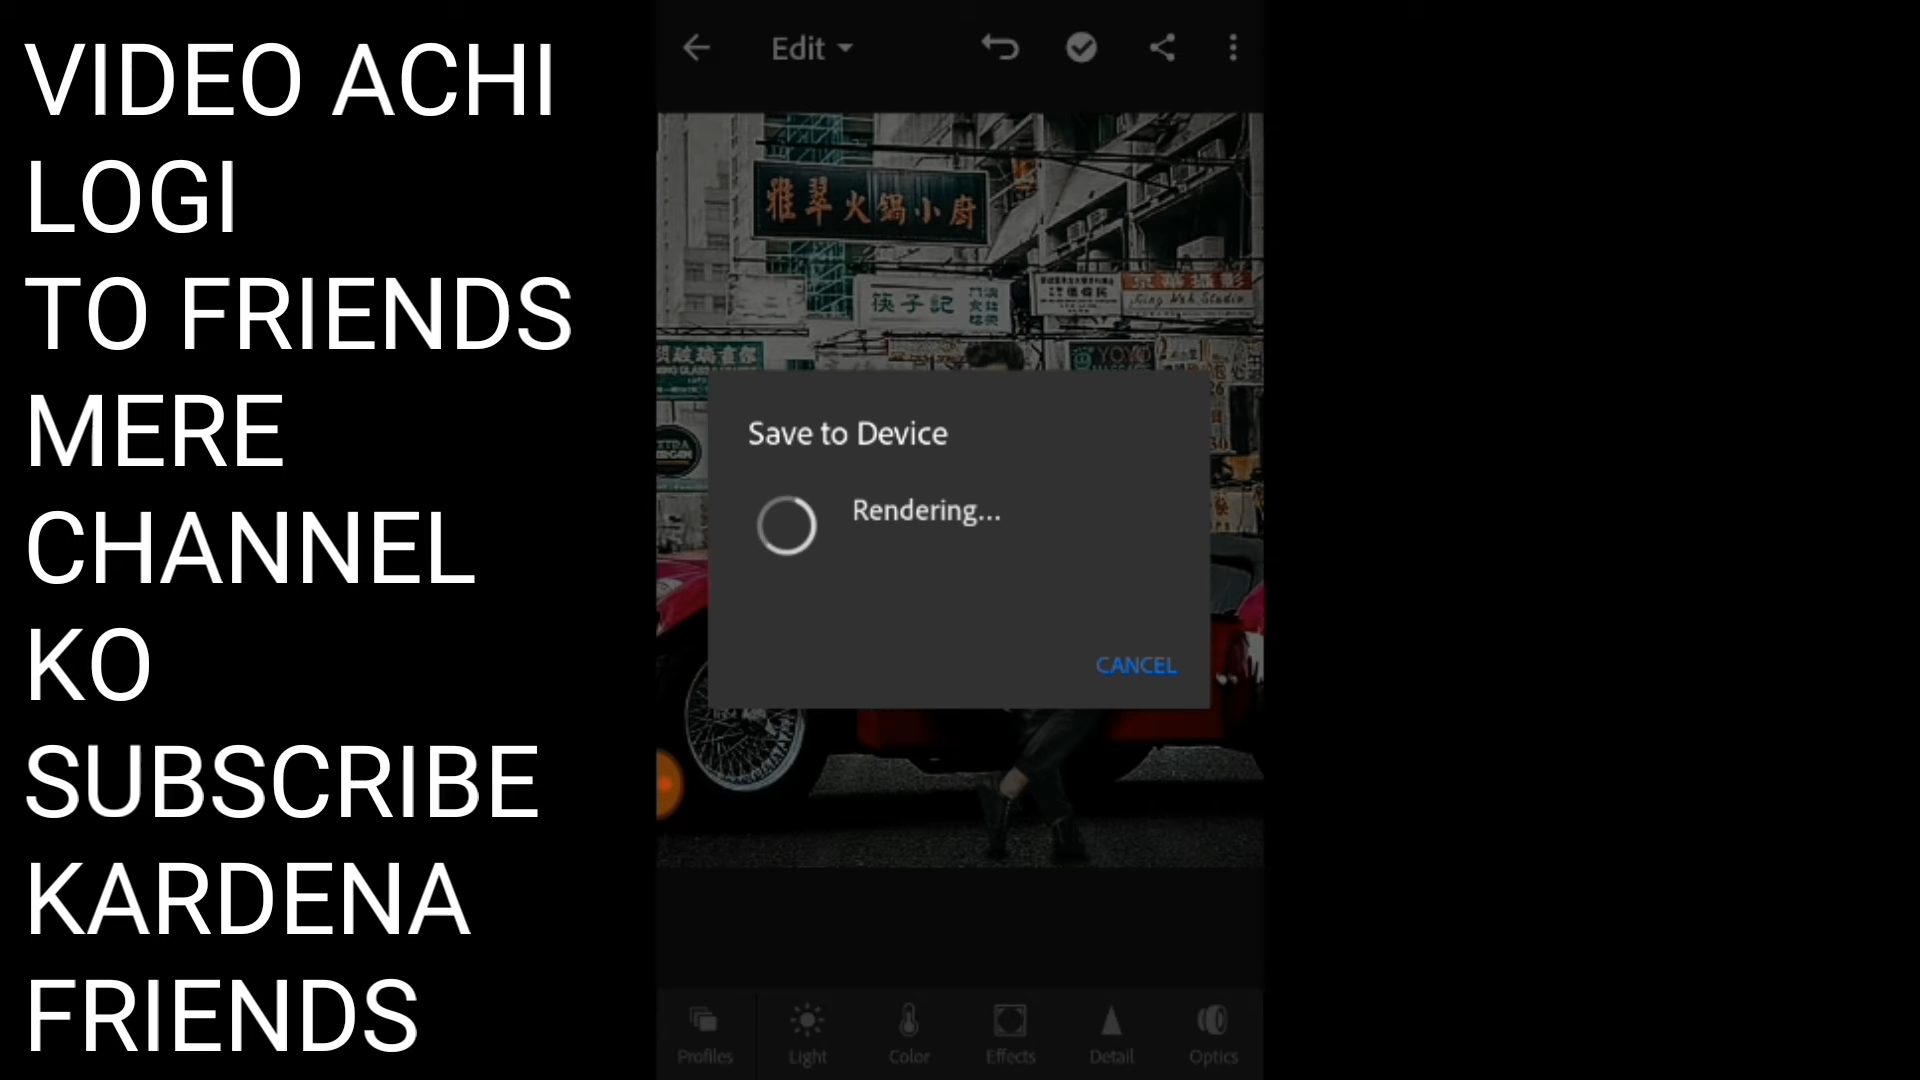 VIDEO ACHI
LOGI
TO FRIENDS
MERE
CHANNEL
KO
SUBSCRIBE
KARDENA
FRIENDS
Edit
雅翠火鍋小廚
筷子記
YOYO
Save to Device
Rendering...
CANCEL
Profiles
Light
Color
Effects
Detail
Optics